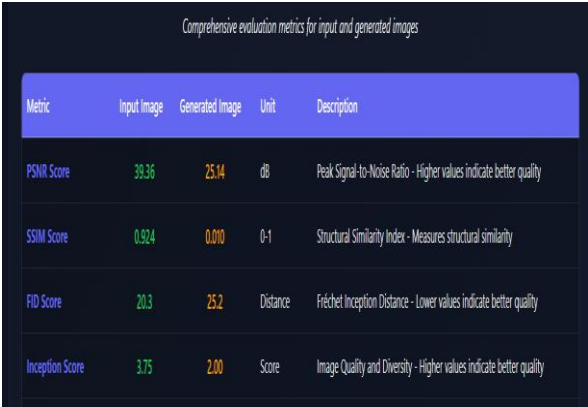 Comprehensive evaluation metrics for input and generated images
Metric Input Image Generated Image Unit Description
PSNR Score 39.36 25.14 dB Peak Signal-to-Noise Ratio - Higher values indicate better quality
SSIM Score 0.924 0.010 0-1 Structural Similarity Index - Measures structural similarity
FID Score 20.3 25.2 Distance Fréchet Inception Distance - Lower values indicate better quality
Inception Score 3.75 2.00 Score Image Quality and Diversity - Higher values indicate better quality